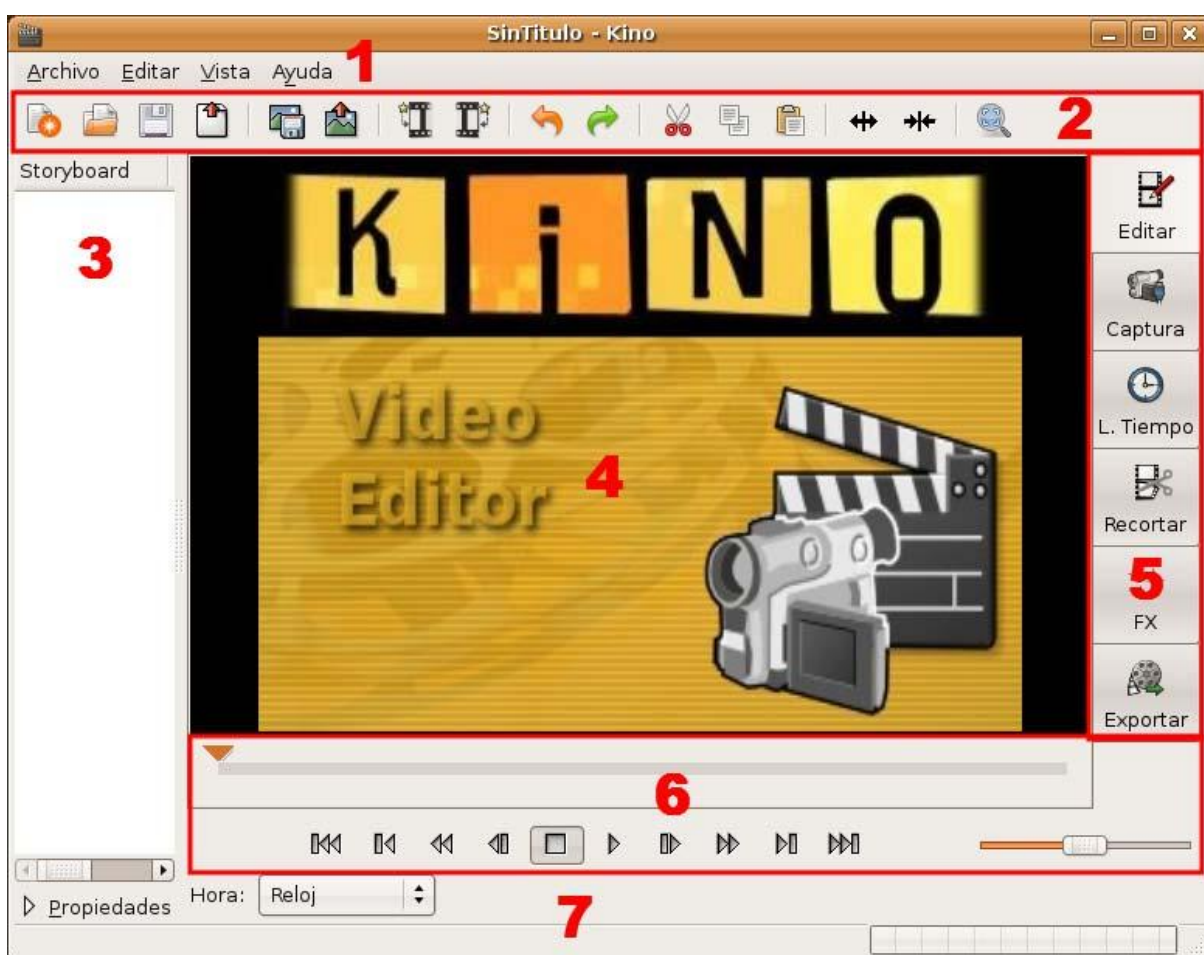 SinTitulo - Kino
Archivo Editar Vista Ayuda
1
2
Storyboard
3
KiNO
Video
Editor
4
Editar
Captura
L. Tiempo
Recortar
5
FX
Exportar
6
Hora: Reloj
Propiedades
7